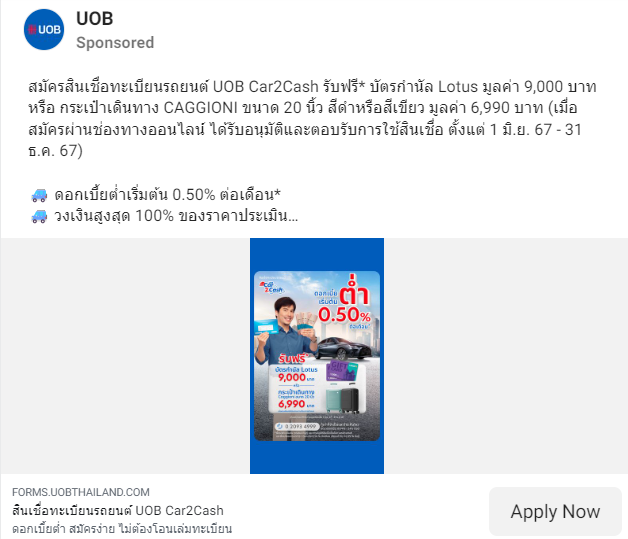 UOB
UOB
Sponsored
สมัครสินเชื่อทะเบียนรถยนต์ UOB Car2Cash รับฟรี* บัตรกำนัล Lotus มูลค่า 9,000 บาท
หรือ กระเป๋าเดินทาง CAGGIONI ขนาด 20 นิ้ว สีดำหรือสีเขียว มูลค่า 6,990 บาท (เมื่อ
สมัครผ่านช่องทางออนไลน์ ได้รับอนุมัติและตอบรับการใช้สินเชื่อ ตั้งแต่ 1 มิ.ย. 67 - 31
ธ.ค. 67)
ดอกเบี้ยต่ำเริ่มต้น 0.50% ต่อเดือน*
วงเงินสูงสุด 100% ของราคาประเมิน...
ดอกเบี้ย
เริ่มต้น
ต่ำ
0.50%
ต่อเดือน
รับฟรี*
บัตรกำนัล Lotus
9,000 บาท
หรือ
กระเป๋าเดินทาง
6,990 บาท
FORMS.UOBTHAILAND.COM
สินเชื่อทะเบียนรถยนต์ UOB Car2Cash
ดอกเบี้ยต่ำ สมัครง่าย ไม่ต้องโอนเล่มทะเบียน
Apply Now